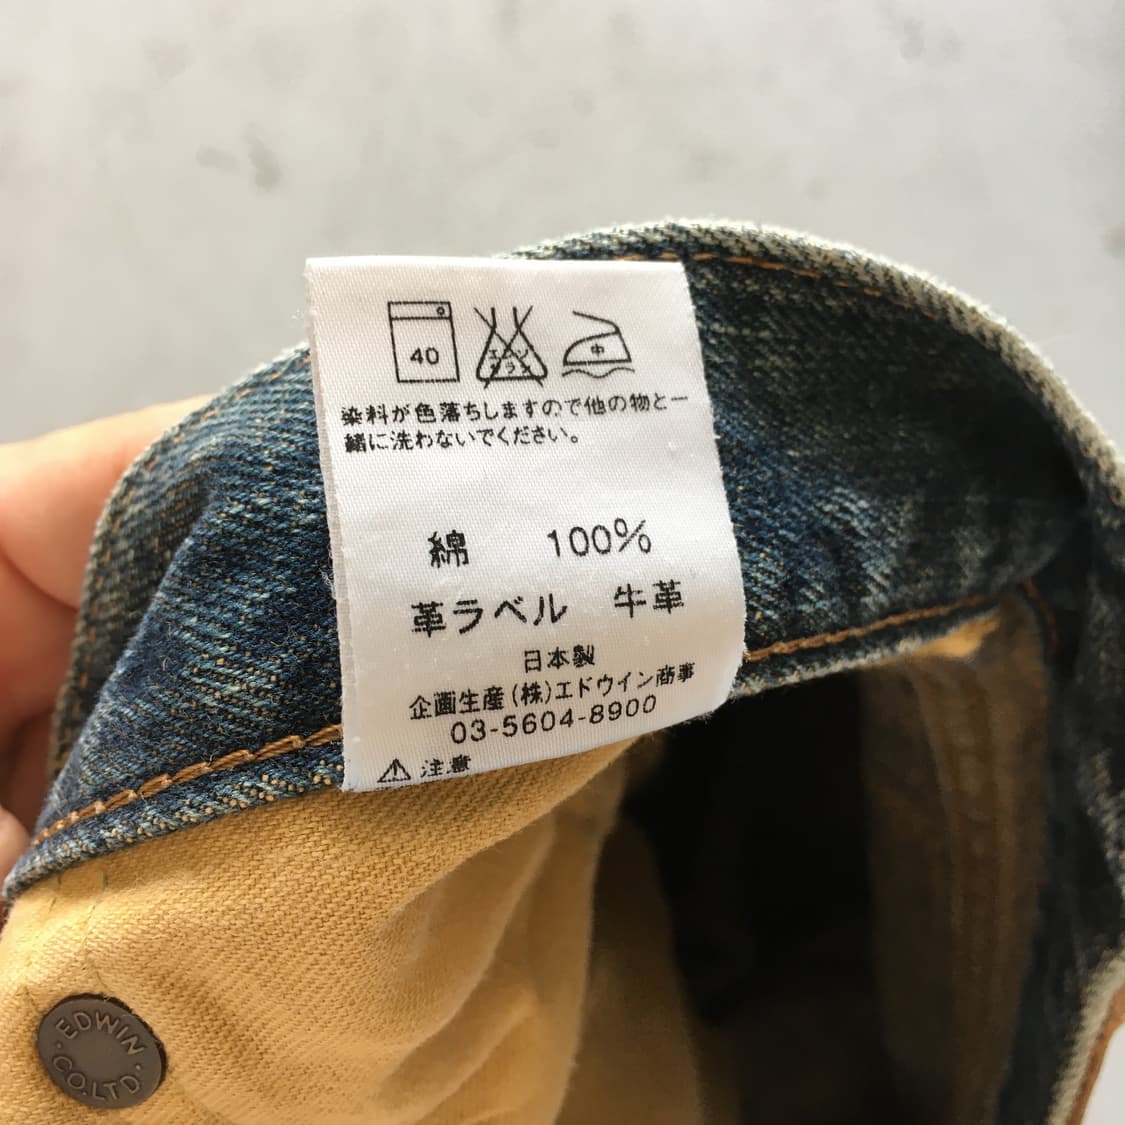 40
エンソ
サラシ
中
染料が色落ちしますので他の物と一
緒に洗わないでください。
綿 100%
革ラベル 牛革
日本製
企画生産(株)エドウイン商事
03-5604-8900
⚠ 注意
EDWIN
・CO.LTD・